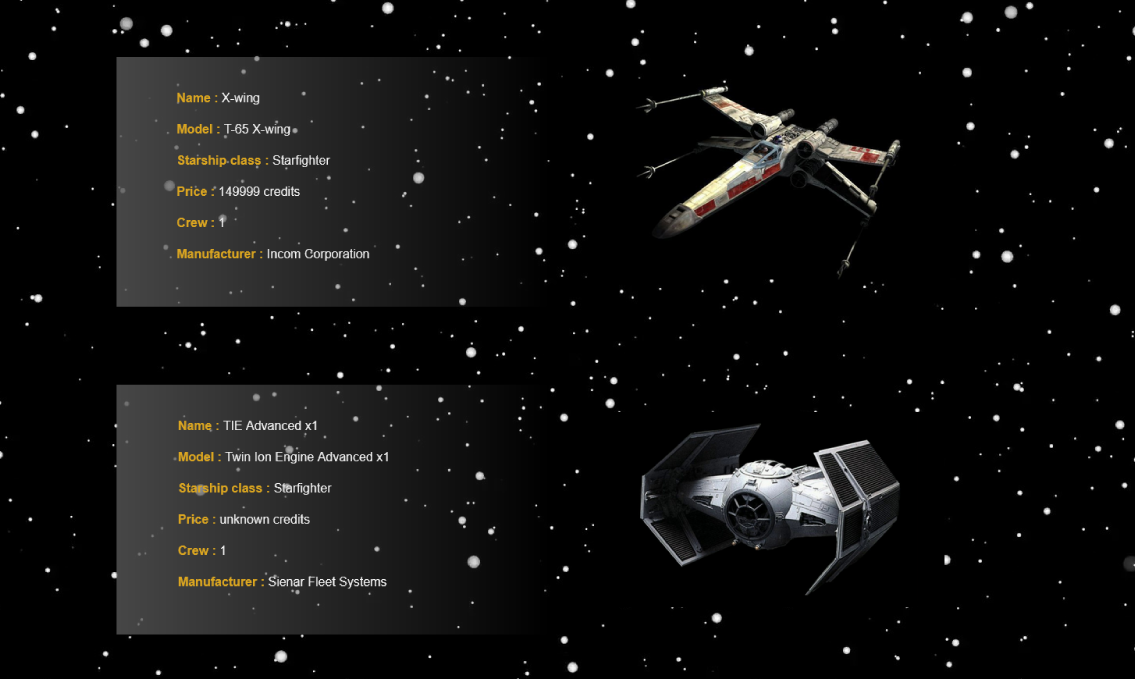 Name : X-wing
Model : T-65 X-wing
Starship class : Starfighter
Price : 149999 credits
Crew : 1
Manufacturer : Incom Corporation
Name : TIE Advanced x1
Model : Twin Ion Engine Advanced x1
Starship class : Starfighter
Price : unknown credits
Crew : 1
Manufacturer : Sienar Fleet Systems